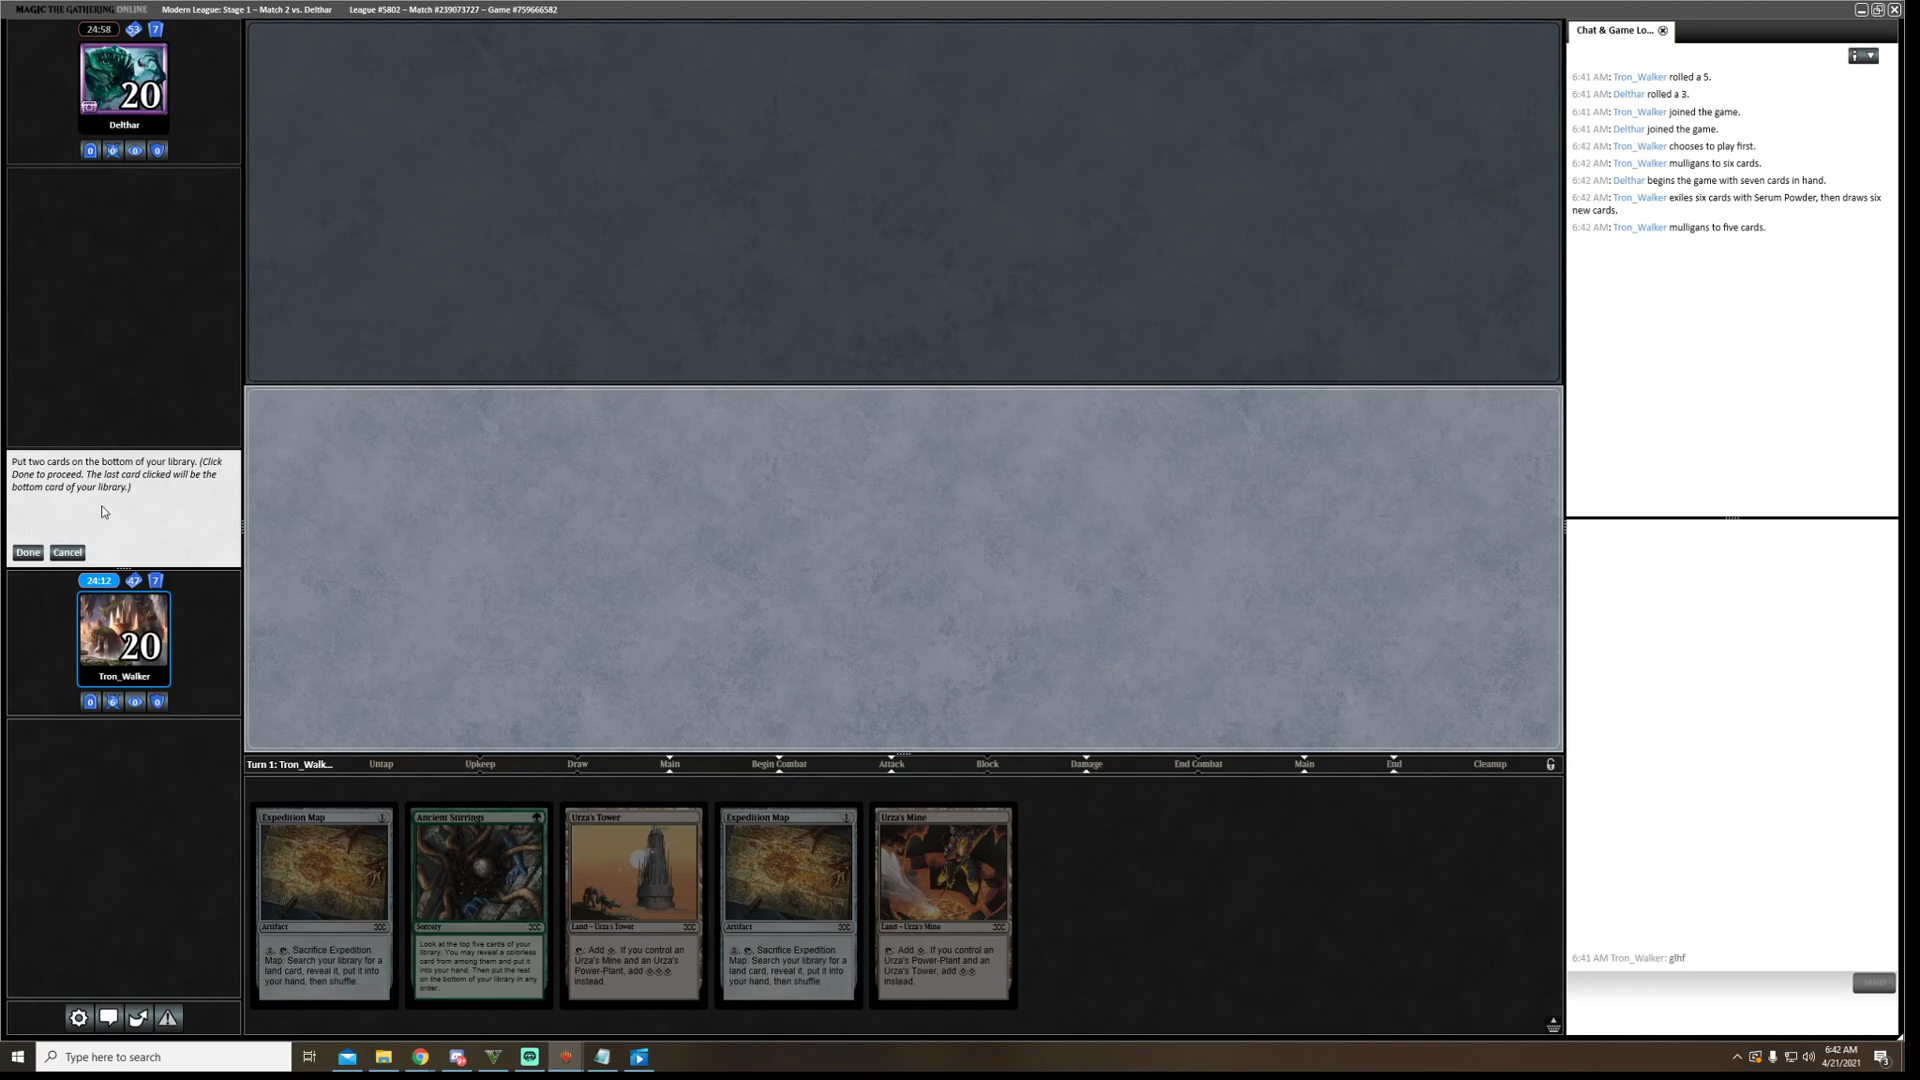 MAGIC THE GATHERING ONLINE
Modern League: Stage 1 – Match 2 vs. Delthar
League #5802 – Match #239073727 – Game #759666582
24:58
53
7
20
Delthar
0
0
0
0
Put two cards on the bottom of your library. (Click
Done to proceed. The last card clicked will be the
bottom card of your library.)
Done
Cancel
24:12
47
7
20
Tron_Walker
0
6
0
0
Turn 1: Tron_Walk...
Untap
Upkeep
Draw
Main
Begin Combat
Attack
Block
Damage
End Combat
Main
End
Cleanup
Expedition Map
1
Artifact
2, , Sacrifice Expedition
Map: Search your library for a
land card, reveal it, put it into
your hand, then shuffle.
Ancient Stirrings
Sorcery
Look at the top five cards of your
library. You may reveal a colorless
card from among them and put it
into your hand. Then put the rest
on the bottom of your library in any
order.
Urza's Tower
Land – Urza's Tower
: Add . If you control an
Urza's Mine and an Urza's
Power-Plant, add
instead.
Expedition Map
1
Artifact
2, , Sacrifice Expedition
Map: Search your library for a
land card, reveal it, put it into
your hand, then shuffle.
Urza's Mine
Land – Urza's Mine
: Add . If you control an
Urza's Power-Plant and an
Urza's Tower, add
instead.
Chat & Game Lo...
6:41 AM: Tron_Walker rolled a 5.
6:41 AM: Delthar rolled a 3.
6:41 AM: Tron_Walker joined the game.
6:41 AM: Delthar joined the game.
6:42 AM: Tron_Walker chooses to play first.
6:42 AM: Tron_Walker mulligans to six cards.
6:42 AM: Delthar begins the game with seven cards in hand.
6:42 AM: Tron_Walker exiles six cards with Serum Powder, then draws six
new cards.
6:42 AM: Tron_Walker mulligans to five cards.
6:41 AM Tron_Walker: glhf
SEND
Type here to search
6:42 AM
4/21/2021
3